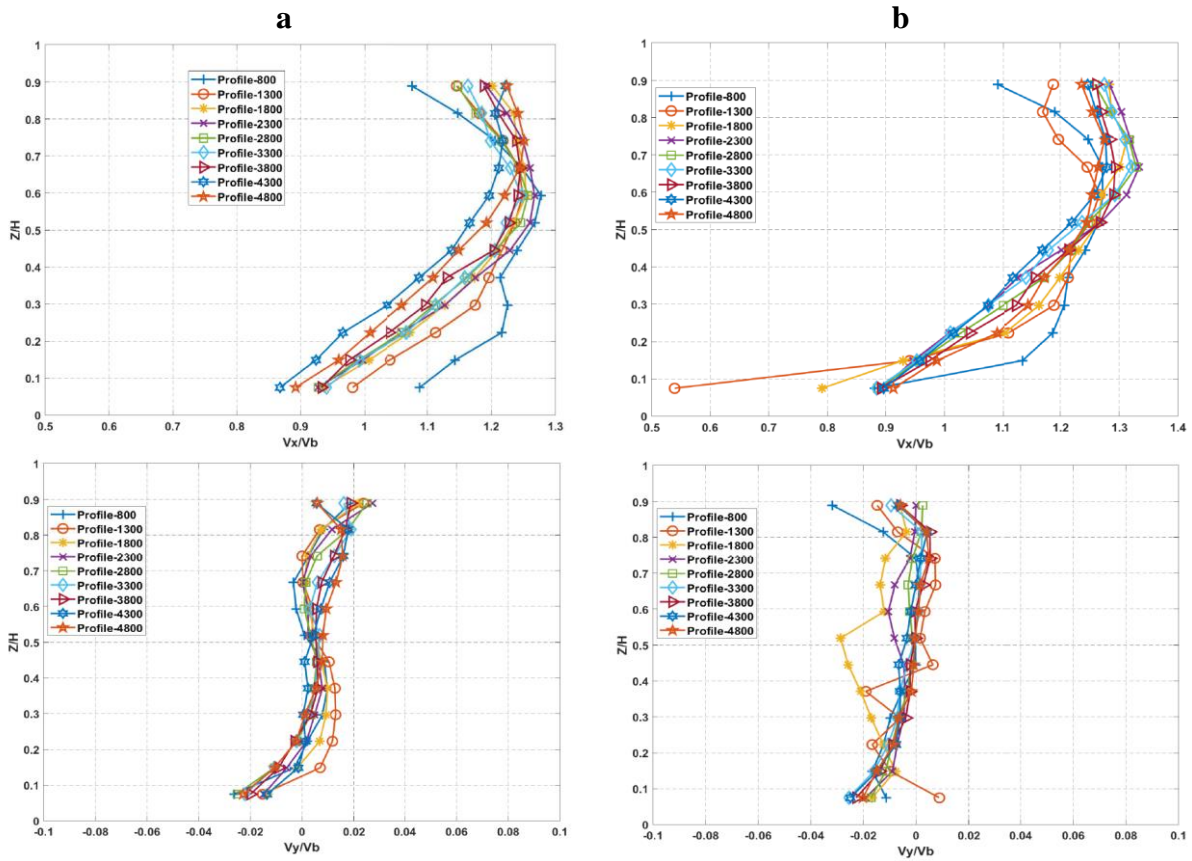 a
b
1
0.9
0.8
0.7
0.6
0.5
0.4
0.3
0.2
0.1
0
Z/H
Profile-800
Profile-1300
Profile-1800
Profile-2300
Profile-2800
Profile-3300
Profile-3800
Profile-4300
Profile-4800
0.5 0.6 0.7 0.8 0.9 1 1.1 1.2 1.3
Vx/Vb
1
0.9
0.8
0.7
0.6
0.5
0.4
0.3
0.2
0.1
0
Z/H
Profile-800
Profile-1300
Profile-1800
Profile-2300
Profile-2800
Profile-3300
Profile-3800
Profile-4300
Profile-4800
0.5 0.6 0.7 0.8 0.9 1 1.1 1.2 1.3 1.4
Vx/Vb
1
0.9
0.8
0.7
0.6
0.5
0.4
0.3
0.2
0.1
0
Z/H
Profile-800
Profile-1300
Profile-1800
Profile-2300
Profile-2800
Profile-3300
Profile-3800
Profile-4300
Profile-4800
-0.1 -0.08 -0.06 -0.04 -0.02 0 0.02 0.04 0.06 0.08 0.1
Vy/Vb
1
0.9
0.8
0.7
0.6
0.5
0.4
0.3
0.2
0.1
0
Z/H
Profile-800
Profile-1300
Profile-1800
Profile-2300
Profile-2800
Profile-3300
Profile-3800
Profile-4300
Profile-4800
-0.1 -0.08 -0.06 -0.04 -0.02 0 0.02 0.04 0.06 0.08 0.1
Vy/Vb